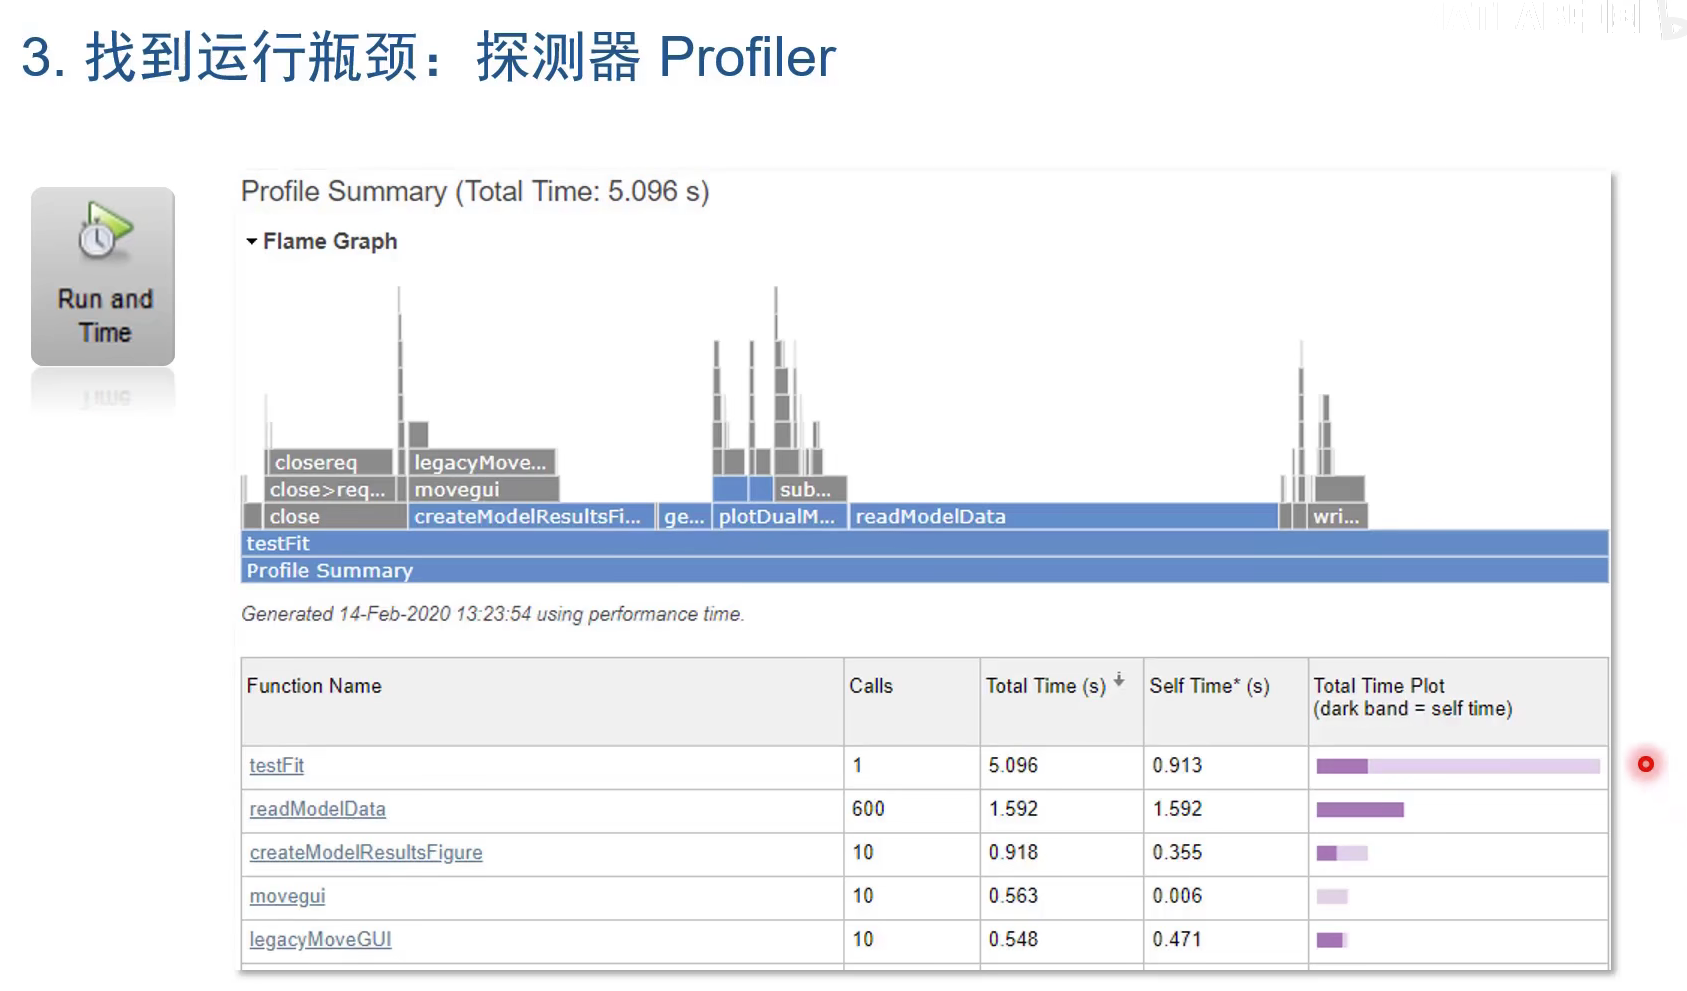 3. 找到运行瓶颈：探测器 Profiler
Run and
Time
Profile Summary (Total Time: 5.096 s)
Flame Graph
closereq
legacyMove...
close>req...
movegui
sub...
close
createModelResultsFi...
ge...
plotDualM...
readModelData
wri...
testFit
Profile Summary
Generated 14-Feb-2020 13:23:54 using performance time.
Function Name
Calls
Total Time (s)
Self Time* (s)
Total Time Plot
(dark band = self time)
testFit 1 5.096 0.913
readModelData 600 1.592 1.592
createModelResultsFigure 10 0.918 0.355
movegui 10 0.563 0.006
legacyMoveGUI 10 0.548 0.471